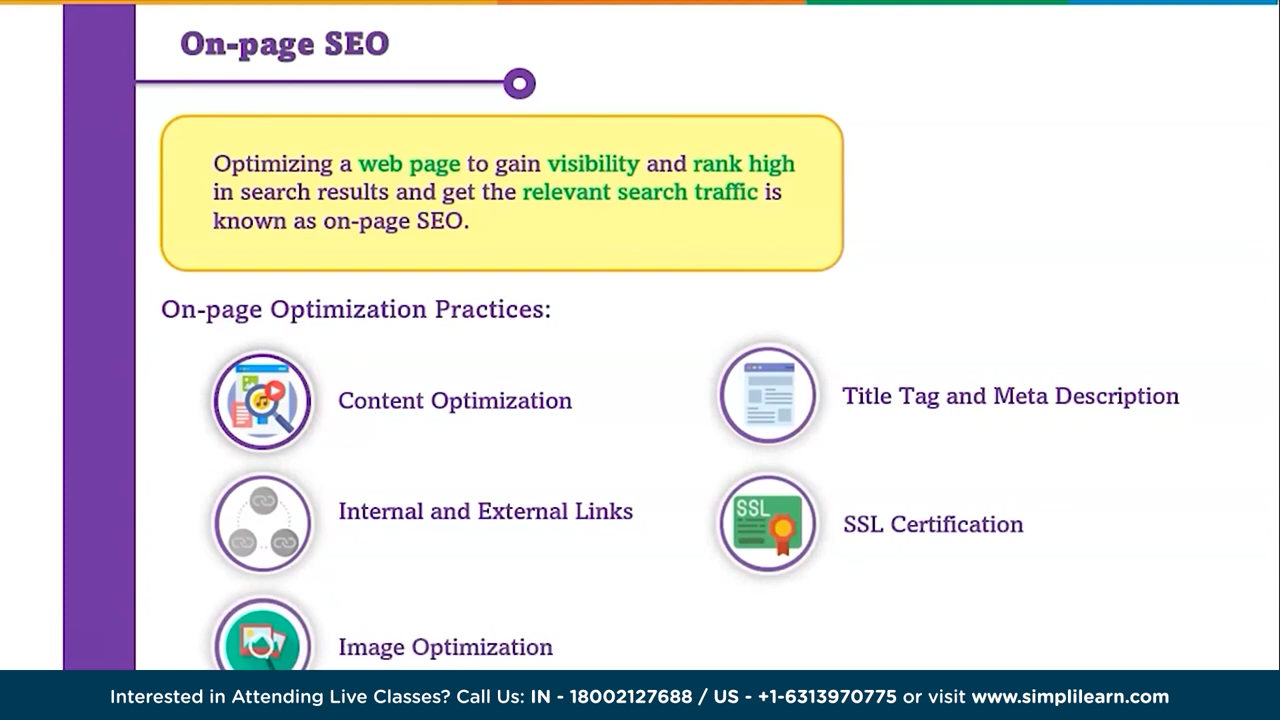 On-page SEO
Optimizing a web page to gain visibility and rank high
in search results and get the relevant search traffic is
known as on-page SEO.
On-page Optimization Practices:
Content Optimization
Title Tag and Meta Description
Internal and External Links
SSL
SSL Certification
Image Optimization
Interested in Attending Live Classes? Call Us: IN - 18002127688 / US - +1-6313970775 or visit www.simplilearn.com